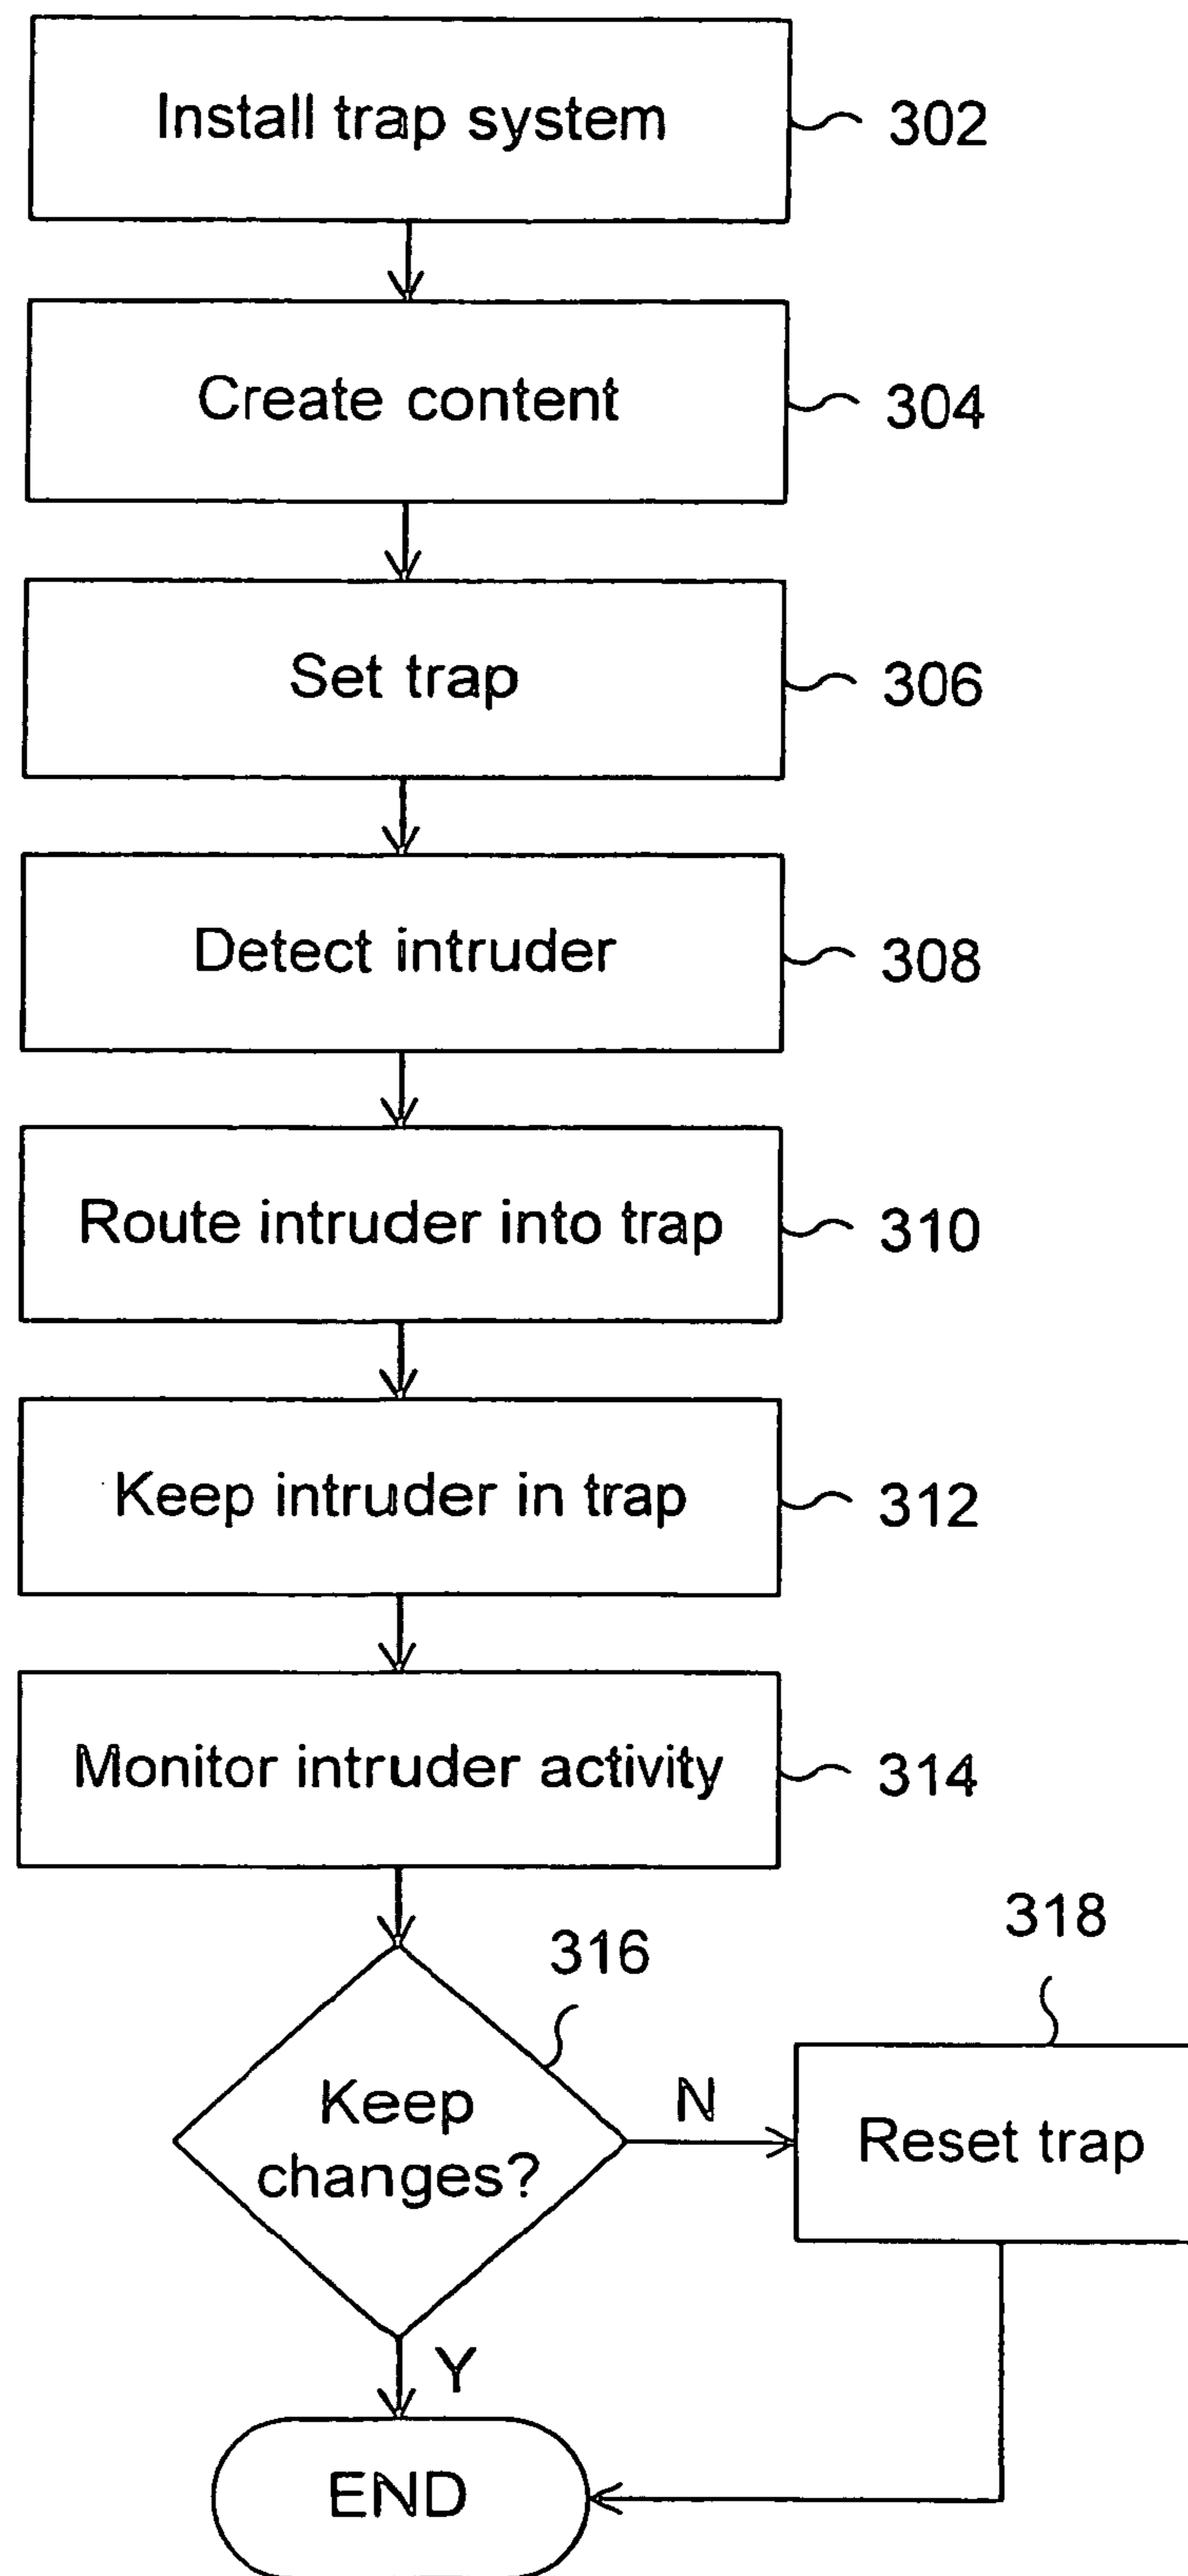 Install trap system
302
Create content
304
Set trap
306
Detect intruder
308
Route intruder into trap
310
Keep intruder in trap
312
Monitor intruder activity
314
316
318
Keep
changes?
N
Reset trap
Y
END